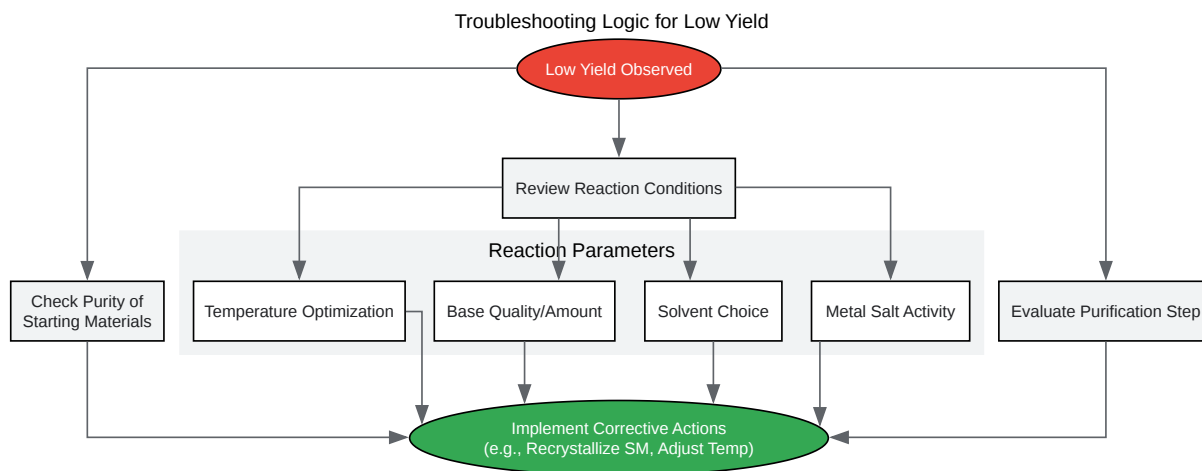 Troubleshooting Logic for Low Yield
Low Yield Observed
Review Reaction Conditions
Reaction Parameters
Check Purity of
Starting Materials
Temperature Optimization
Base Quality/Amount
Solvent Choice
Metal Salt Activity
Evaluate Purification Step
Implement Corrective Actions
(e.g., Recrystallize SM, Adjust Temp)